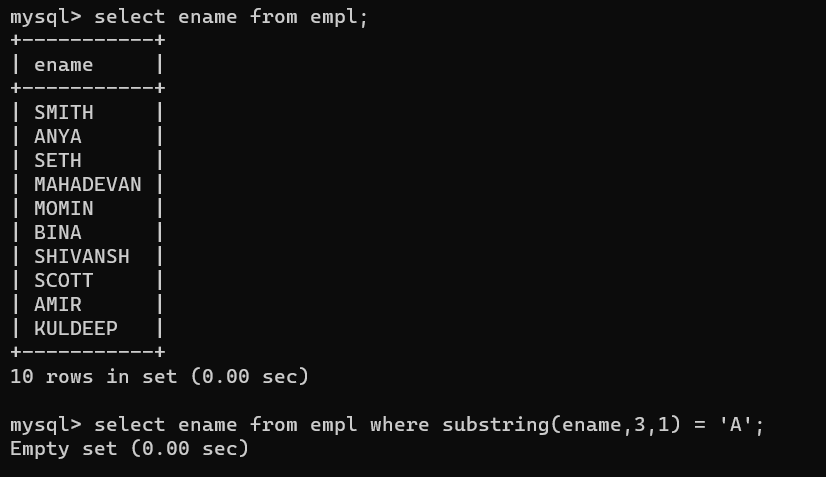 mysql> select ename from empl;
+-----------+
| ename     |
+-----------+
| SMITH     |
| ANYA      |
| SETH      |
| MAHADEVAN |
| MOMIN     |
| BINA      |
| SHIVANSH  |
| SCOTT     |
| AMIR      |
| KULDEEP   |
+-----------+
10 rows in set (0.00 sec)

mysql> select ename from empl where substring(ename,3,1) = 'A';
Empty set (0.00 sec)